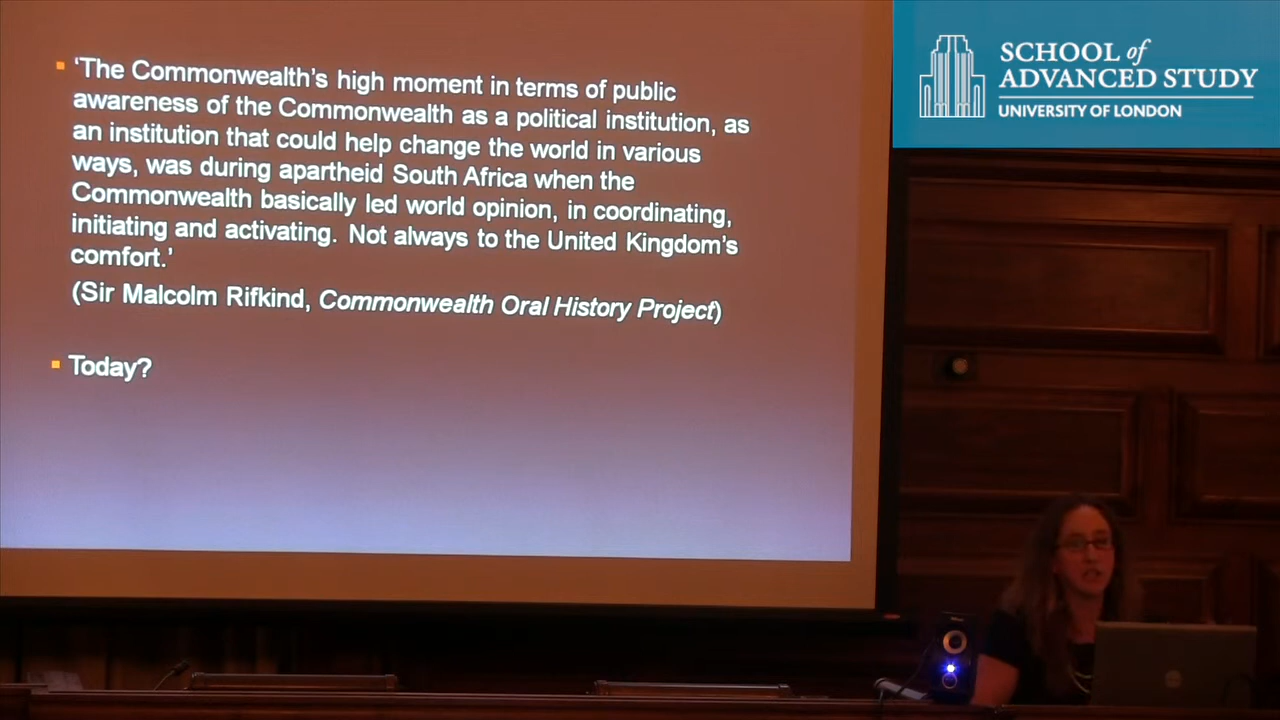 ‘The Commonwealth’s high moment in terms of public
awareness of the Commonwealth as a political institution, as
an institution that could help change the world in various
ways, was during apartheid South Africa when the
Commonwealth basically led world opinion, in coordinating,
initiating and activating. Not always to the United Kingdom’s
comfort.’
(Sir Malcolm Rifkind, Commonwealth Oral History Project)
Today?
SCHOOL of
ADVANCED STUDY
UNIVERSITY OF LONDON